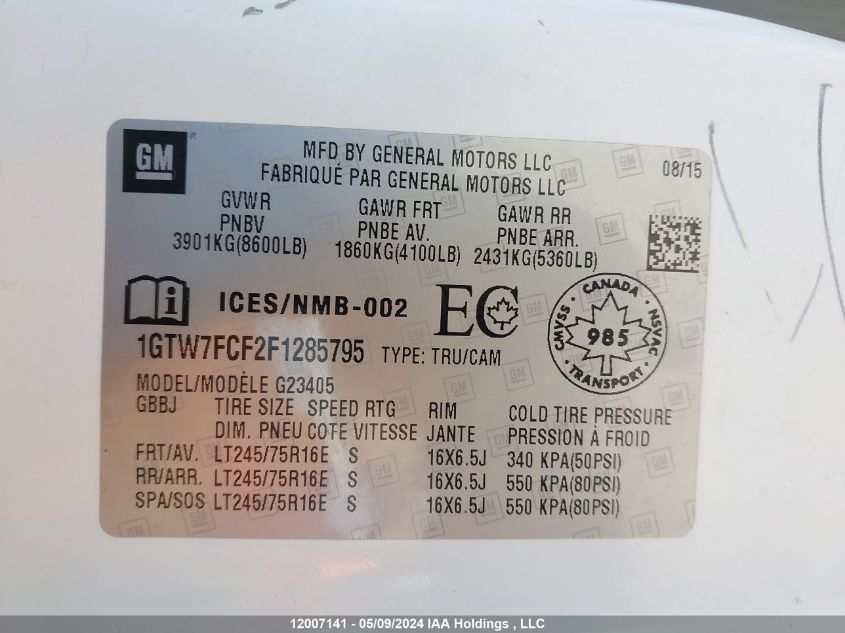 GM
MFD BY GENERAL MOTORS LLC
FABRIQUÉ PAR GENERAL MOTORS LLC
08/15
GVWR GAWR FRT GAWR RR
PNBV PNBE AV. PNBE ARR.
3901KG(8600LB) 1860KG(4100LB) 2431KG(5360LB)
i ICES/NMB-002 EC
CANADA
CMVSS 985 NSVAC
TRANSPORT
1GTW7FCF2F1285795 TYPE: TRU/CAM
MODEL/MODÈLE G23405
GBBJ TIRE SIZE SPEED RTG RIM COLD TIRE PRESSURE
DIM. PNEU COTE VITESSE JANTE PRESSION À FROID
FRT/AV. LT245/75R16E S 16X6.5J 340 KPA(50PSI)
RR/ARR. LT245/75R16E S 16X6.5J 550 KPA(80PSI)
SPA/SOS LT245/75R16E S 16X6.5J 550 KPA(80PSI)
12007141 - 05/09/2024 IAA Holdings , LLC